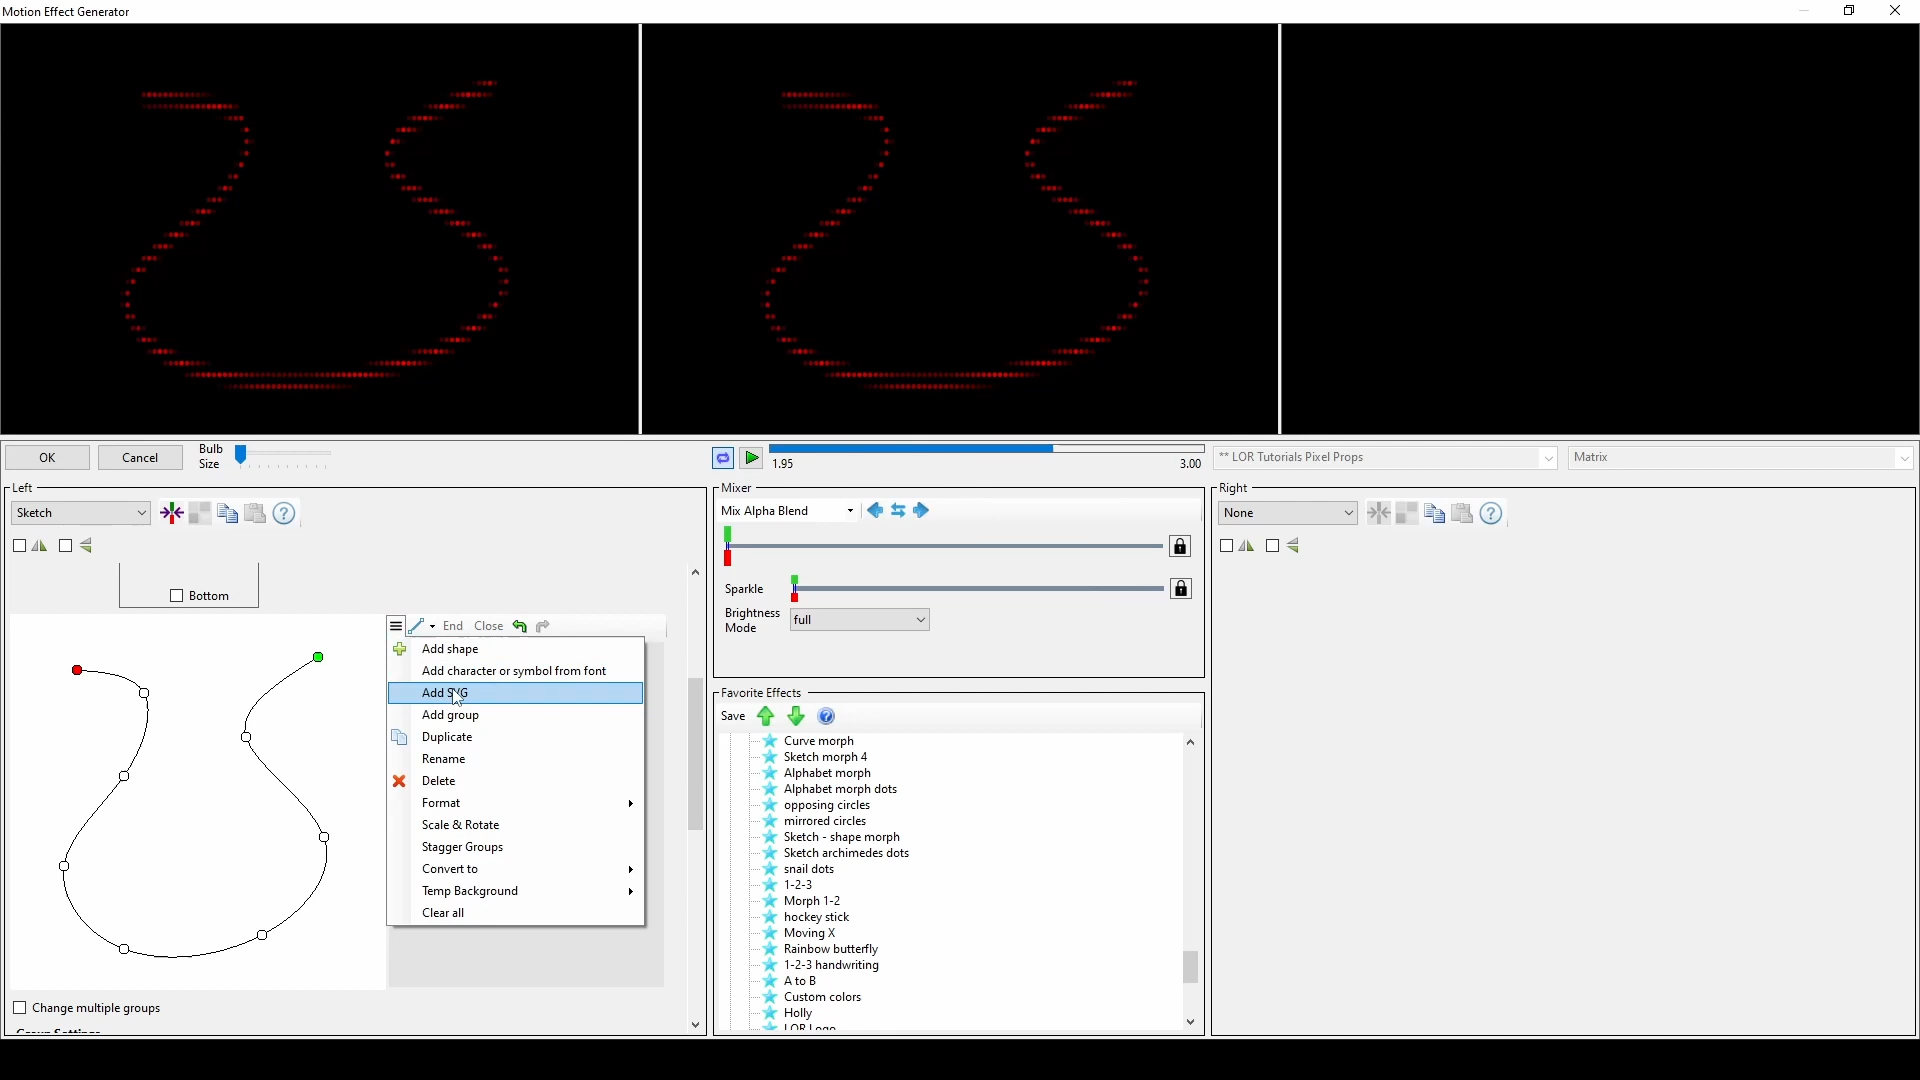 Motion Effect Generator
OK
Cancel
Bulb
Size
1.95
3.00
** LOR Tutorials Pixel Props
Matrix
Left
Sketch
Bottom
End
Close
Add shape
Add character or symbol from font
Add SVG
Add group
Duplicate
Rename
Delete
Format
Scale & Rotate
Stagger Groups
Convert to
Temp Background
Clear all
Change multiple groups
Group Settings
Mixer
Mix Alpha Blend
Sparkle
Brightness
Mode
full
Favorite Effects
Save
Curve morph
Sketch morph 4
Alphabet morph
Alphabet morph dots
opposing circles
mirrored circles
Sketch - shape morph
Sketch archimedes dots
snail dots
1-2-3
Morph 1-2
hockey stick
Moving X
Rainbow butterfly
1-2-3 handwriting
A to B
Custom colors
Holly
LOR Logo
Right
None